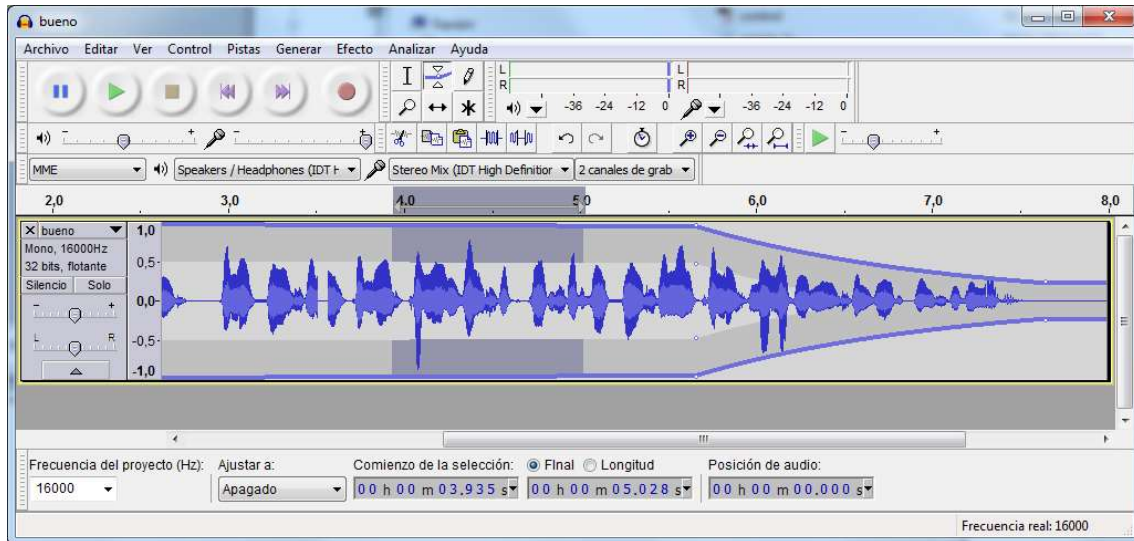 bueno
Archivo Editar Ver Control Pistas Generar Efecto Analizar Ayuda
L
R
-36 -24 -12 0
L
R
-36 -24 -12 0
- +
- +
- +
MME
Speakers / Headphones (IDT H
Stereo Mix (IDT High Definitior
2 canales de grab
2,0 3,0 4,0 5,0 6,0 7,0 8,0
X bueno
Mono, 16000Hz
32 bits, flotante
Silencio Solo
- +
L R
1,0
0,5-
0,0-
-0,5-
-1,0
Frecuencia del proyecto (Hz): Ajustar a: Comienzo de la selección: FInal Longitud Posición de audio:
16000 Apagado 00 h 00 m 03.935 s 00 h 00 m 05.028 s 00 h 00 m 00.000 s
Frecuencia real: 16000